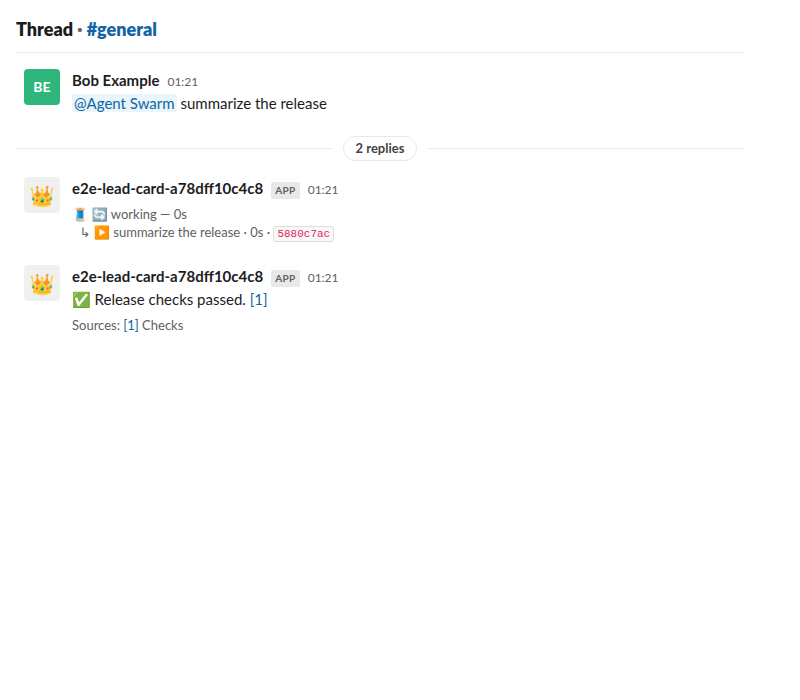 Thread • #general
BE
Bob Example 01:21
@Agent Swarm summarize the release
2 replies
e2e-lead-card-a78dff10c4c8 APP 01:21
🧵 🔄 working — 0s
↳ ▶️ summarize the release · 0s · 5880c7ac
e2e-lead-card-a78dff10c4c8 APP 01:21
✅ Release checks passed. [1]
Sources: [1] Checks